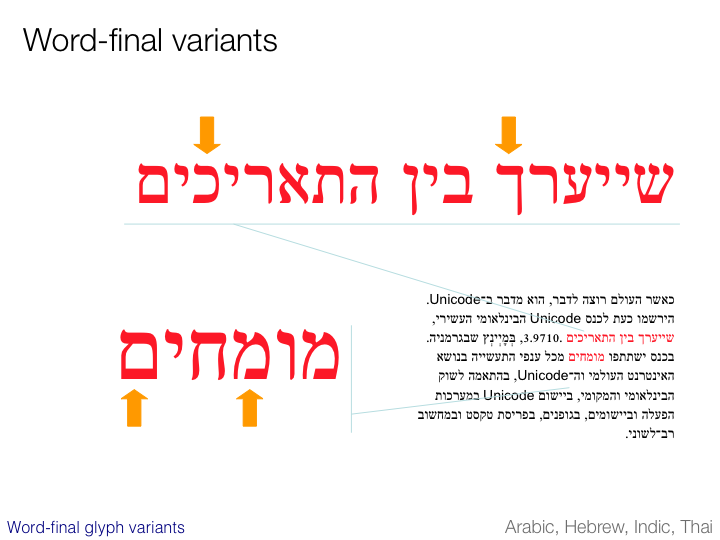 Word-final variants
שייערך בין התאריכים
מומחים
כאשר העולם רוצה לדבר, הוא מדבר ב־Unicode.
הירשמו כעת לכנס Unicode הבינלאומי העשירי,
שייערך בין התאריכים 3.9710., בְּמָיְינְץ שבגרמניה.
בכנס ישתתפו מומחים מכל ענפי התעשייה בנושא
האינטרנט העולמי וה־Unicode, בהתאמה לשוק
הבינלאומי והמקומי, ביישום Unicode במערכות
הפעלה וביישומים, בגופנים, בפריסת טקסט ובמחשוב
רב־לשוני.
Word-final glyph variants
Arabic, Hebrew, Indic, Thai